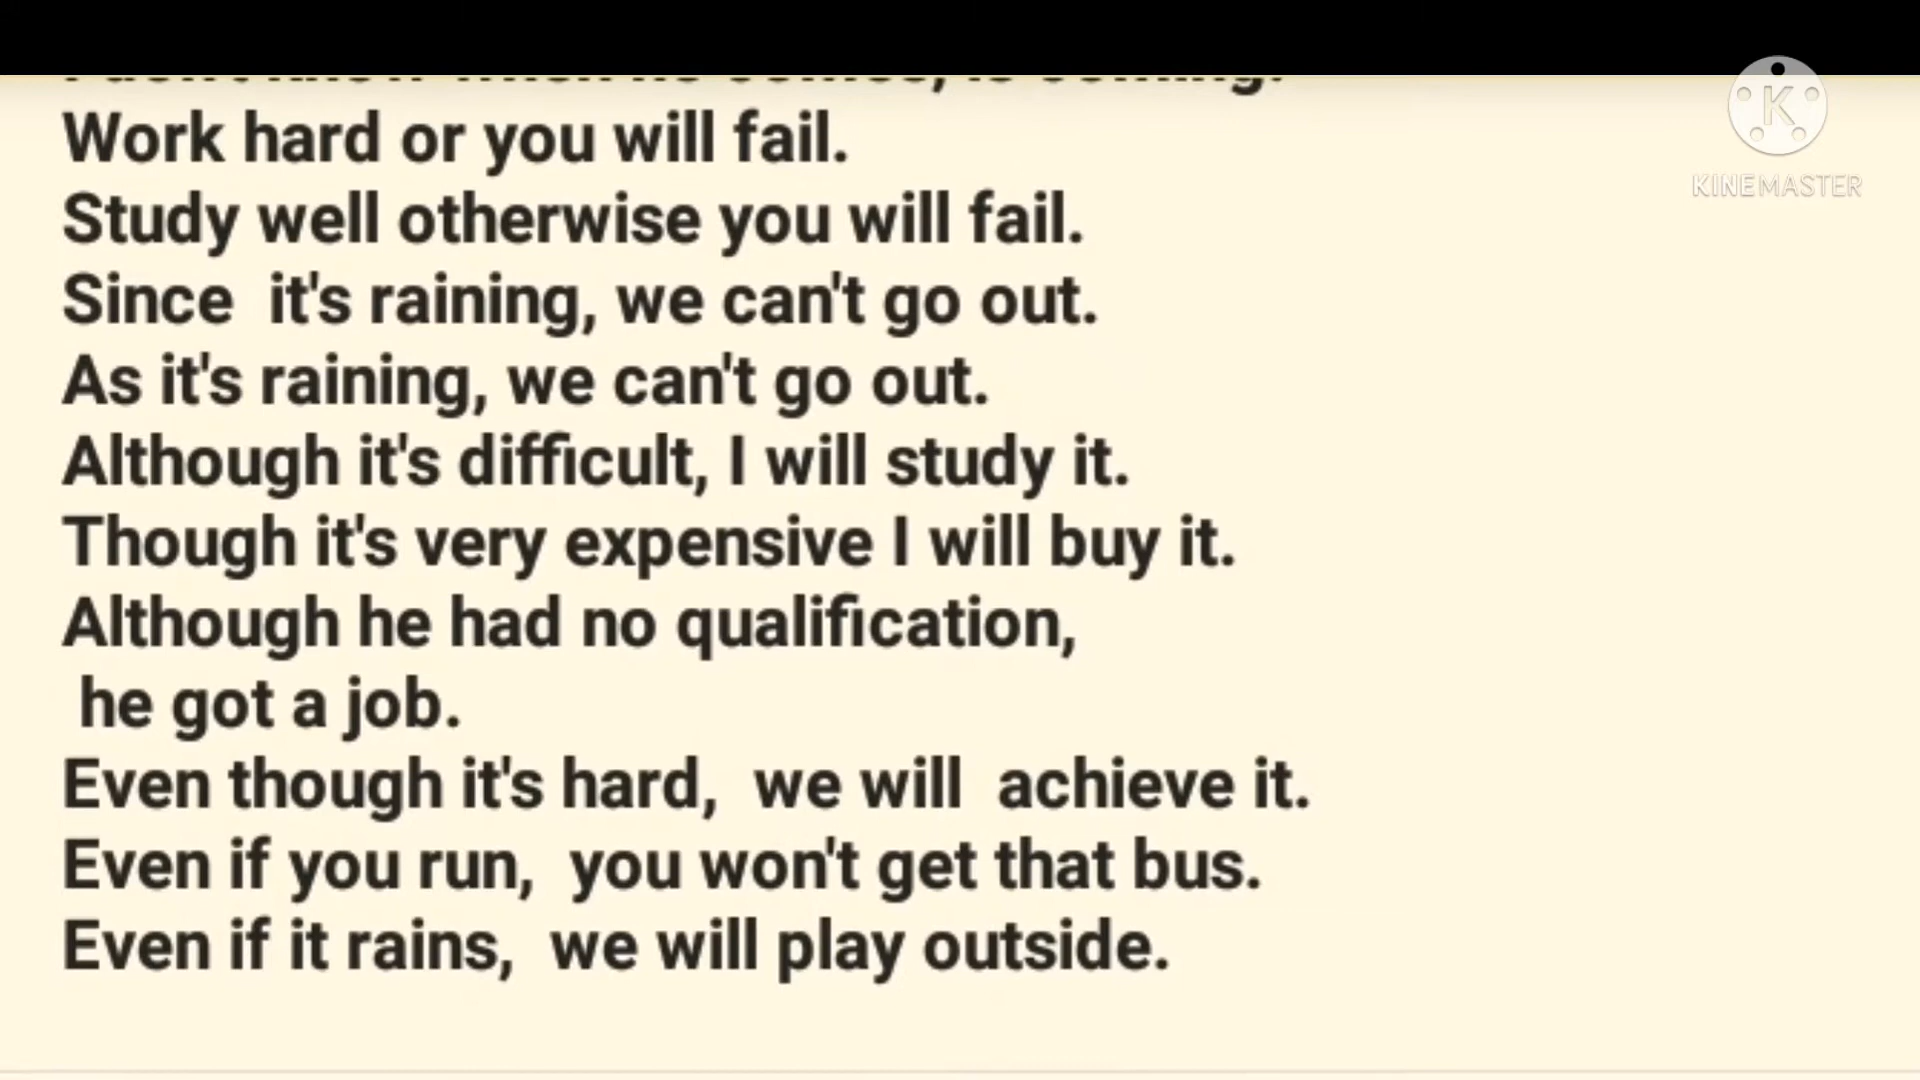 Work hard or you will fail.
Study well otherwise you will fail.
Since  it's raining, we can't go out.
As it's raining, we can't go out.
Although it's difficult, I will study it.
Though it's very expensive I will buy it.
Although he had no qualification,
he got a job.
Even though it's hard,  we will  achieve it.
Even if you run,  you won't get that bus.
Even if it rains,  we will play outside.
K
KINEMASTER